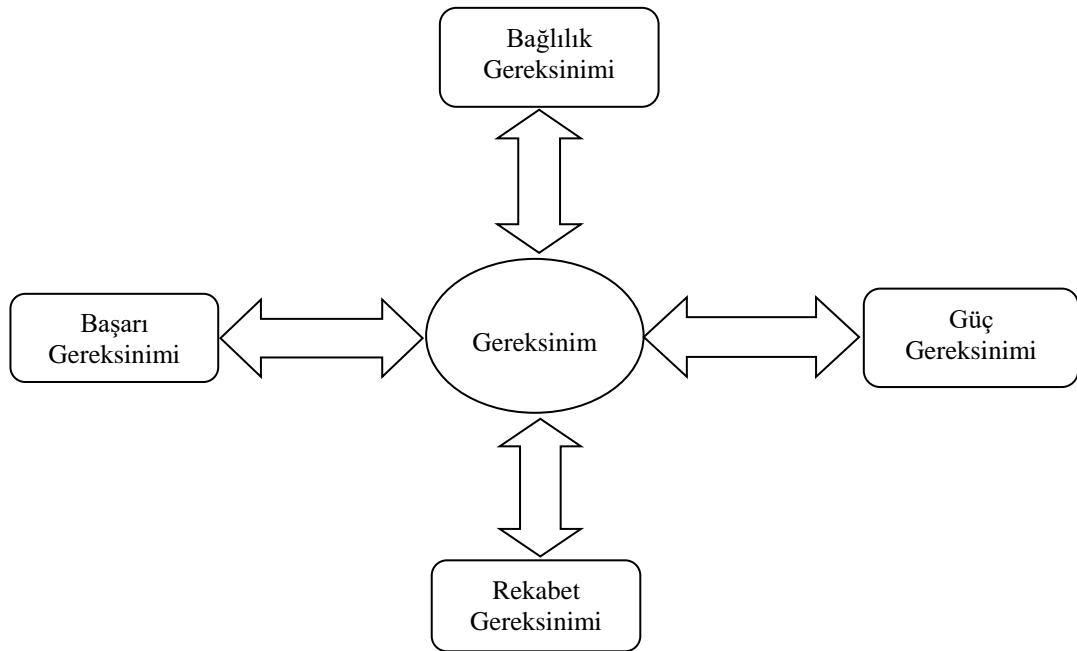 Bağlılık
Gereksinimi
Başarı
Gereksinimi
Gereksinim
Güç
Gereksinimi
Rekabet
Gereksinimi